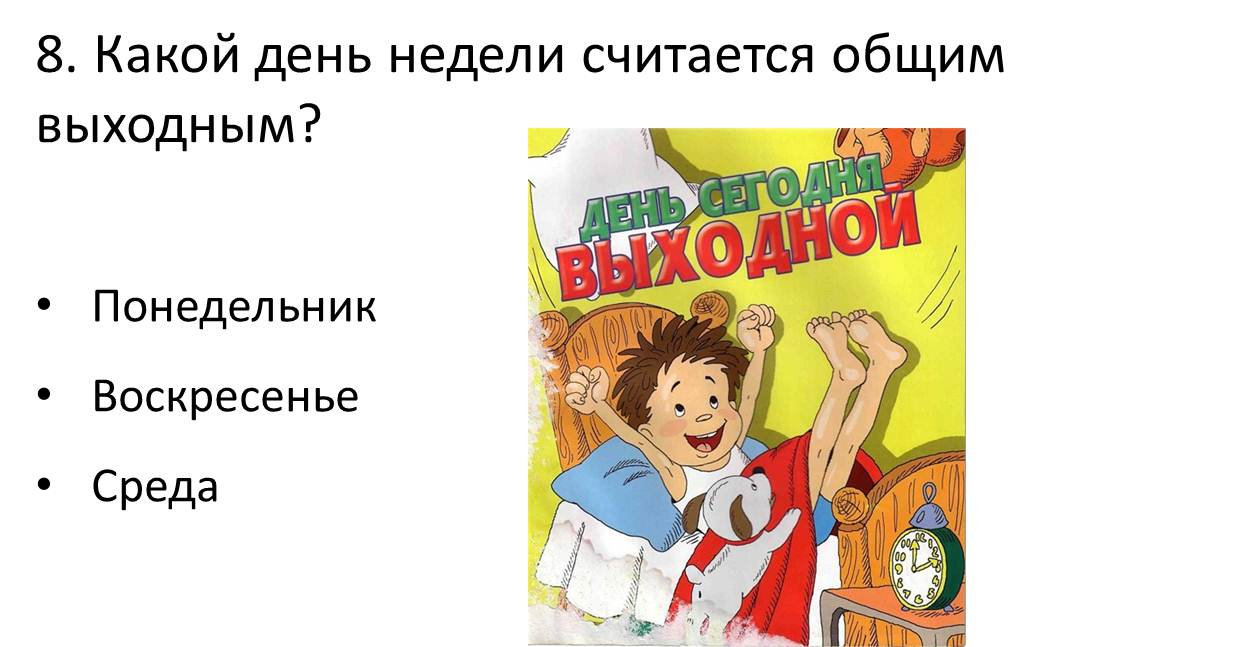 8. Какой день недели считается общим
выходным?
ДЕНЬ СЕГОДНЯ
ВЫХОДНОЙ
• Понедельник
• Воскресенье
• Среда